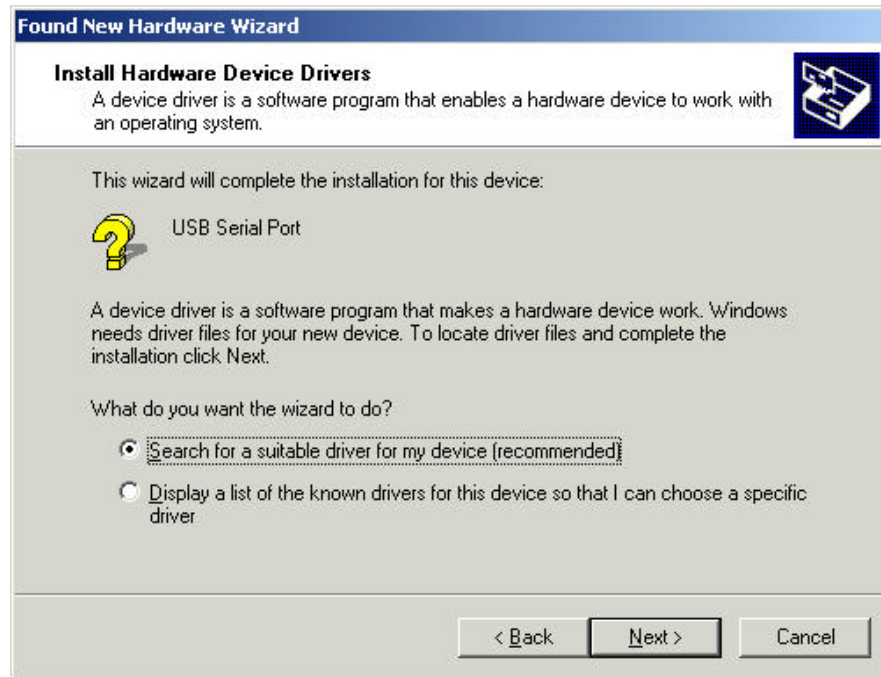 Found New Hardware Wizard
Install Hardware Device Drivers
A device driver is a software program that enables a hardware device to work with
an operating system.
This wizard will complete the installation for this device:
USB Serial Port
A device driver is a software program that makes a hardware device work. Windows
needs driver files for your new device. To locate driver files and complete the
installation click Next.
What do you want the wizard to do?
Search for a suitable driver for my device (recommended)
Display a list of the known drivers for this device so that I can choose a specific
driver
< Back
Next >
Cancel